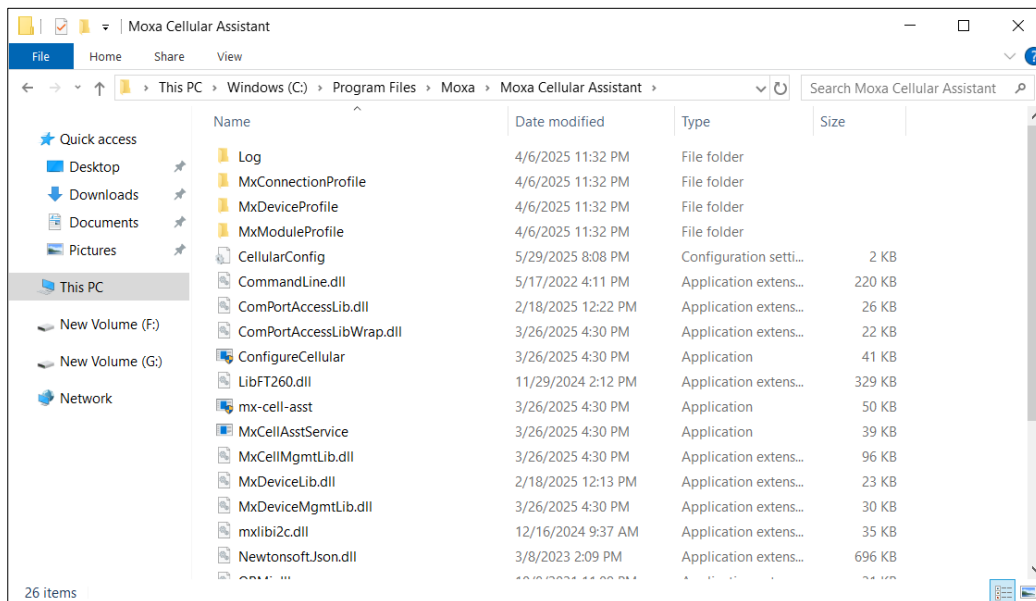 Moxa Cellular Assistant
File Home Share View
This PC Windows (C:) Program Files Moxa Moxa Cellular Assistant Search Moxa Cellular Assistant
Name Date modified Type Size
Quick access
Desktop
Downloads
Documents
Pictures
This PC
New Volume (F:)
New Volume (G:)
Network
Log 4/6/2025 11:32 PM File folder
MxConnectionProfile 4/6/2025 11:32 PM File folder
MxDeviceProfile 4/6/2025 11:32 PM File folder
MxModuleProfile 4/6/2025 11:32 PM File folder
CellularConfig 5/29/2025 8:08 PM Configuration setti... 2 KB
CommandLine.dll 5/17/2022 4:11 PM Application extens... 220 KB
ComPortAccessLib.dll 2/18/2025 12:22 PM Application extens... 26 KB
ComPortAccessLibWrap.dll 3/26/2025 4:30 PM Application extens... 22 KB
ConfigureCellular 3/26/2025 4:30 PM Application 41 KB
LibFT260.dll 11/29/2024 2:12 PM Application extens... 329 KB
mx-cell-asst 3/26/2025 4:30 PM Application 50 KB
MxCellAsstService 3/26/2025 4:30 PM Application 39 KB
MxCellMgmtLib.dll 3/26/2025 4:30 PM Application extens... 96 KB
MxDeviceLib.dll 2/18/2025 12:13 PM Application extens... 23 KB
MxDeviceMgmtLib.dll 3/26/2025 4:30 PM Application extens... 30 KB
mxlibi2c.dll 12/16/2024 9:37 AM Application extens... 35 KB
Newtonsoft.Json.dll 3/8/2023 2:09 PM Application extens... 696 KB
26 items